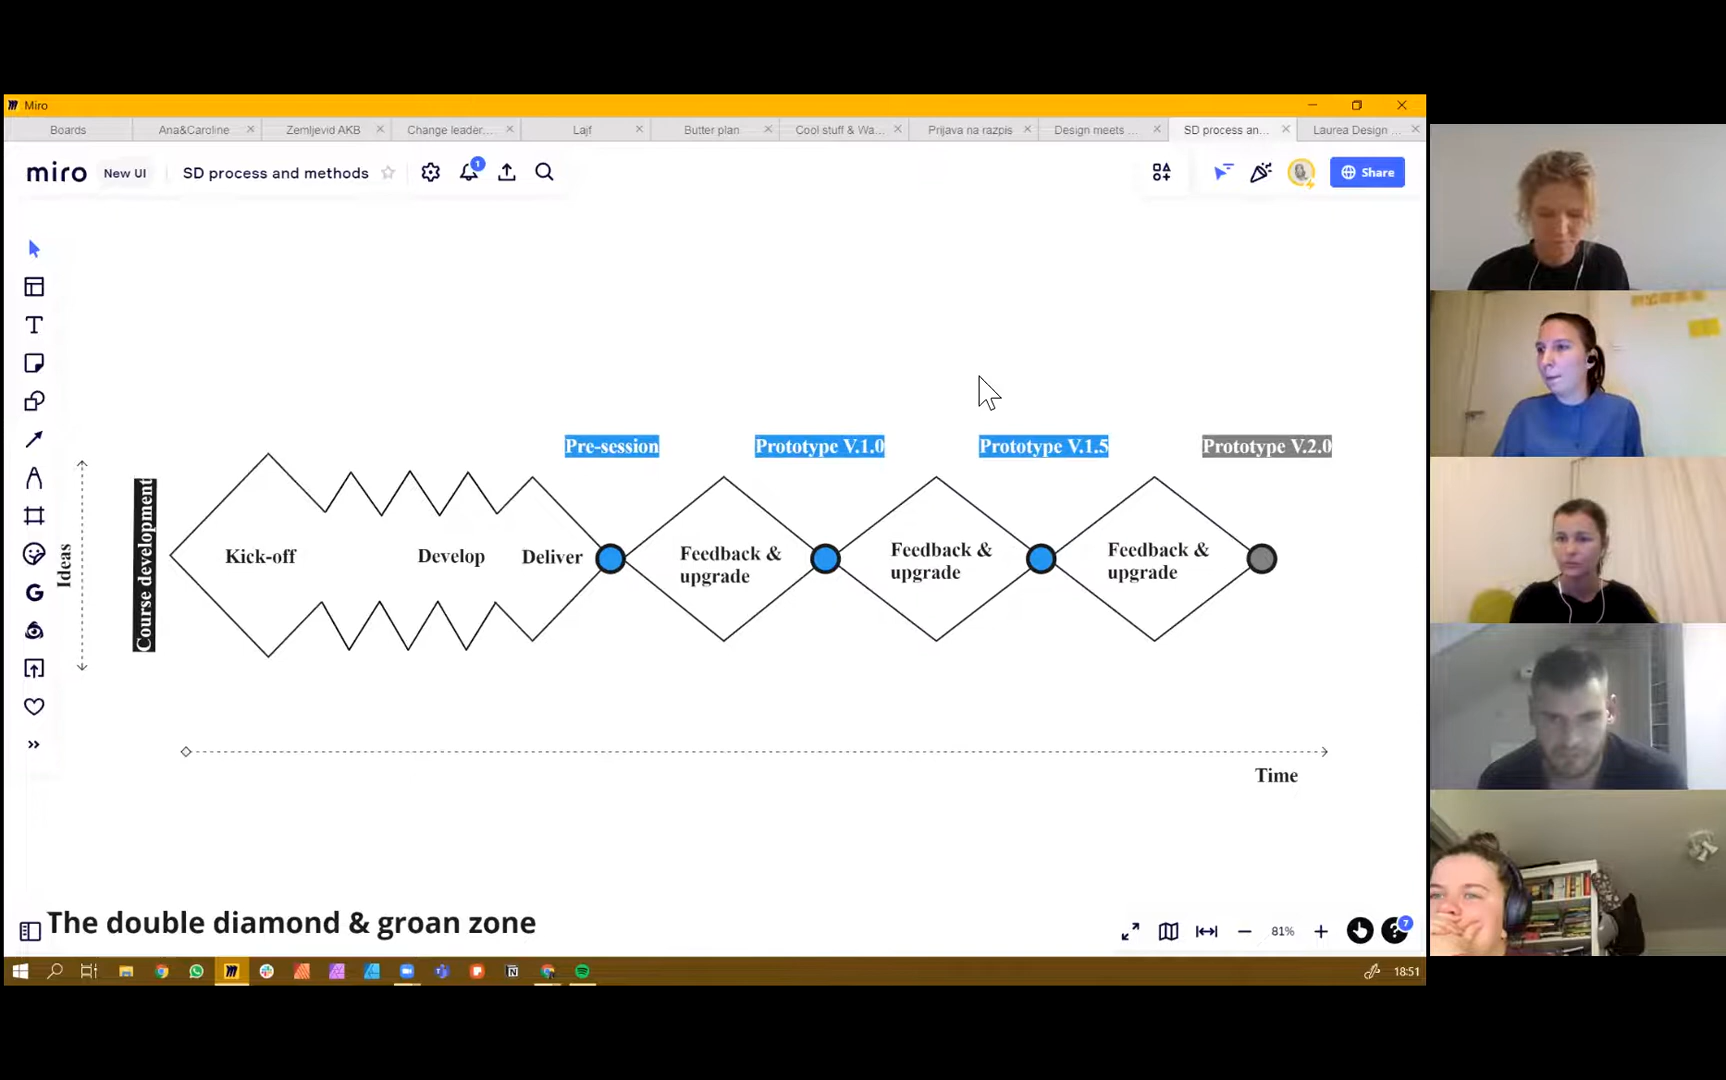 Miro
Boards
Ana&Caroline
Zemljevid AKB
Change leader...
Lajf
Butter plan
Cool stuff & Wa...
Prijava na razpis
Design meets ...
SD process an...
Laurea Design ...
miro
New UI
SD process and methods
1
Share
Pre-session
Prototype V.1.0
Prototype V.1.5
Prototype V.2.0
Ideas
Course development
Kick-off
Develop
Deliver
Feedback &
upgrade
Feedback &
upgrade
Feedback &
upgrade
Time
The double diamond & groan zone
81%
?
7
18:51